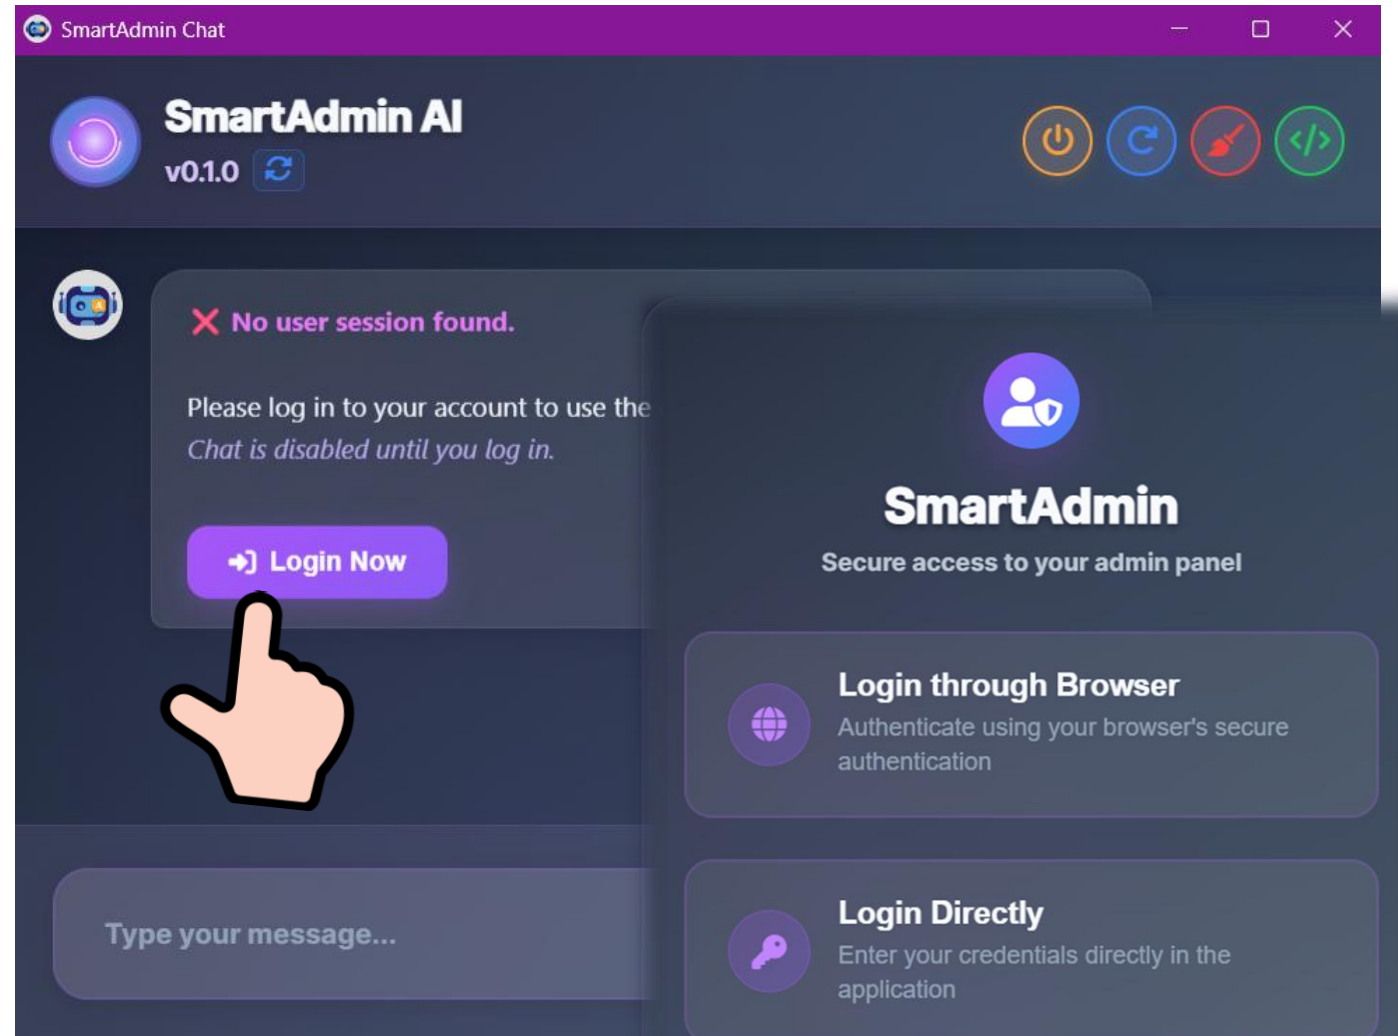 SmartAdmin Chat
SmartAdmin AI
v0.1.0
❌ No user session found.
Please log in to your account to use the
Chat is disabled until you log in.
Login Now
Type your message...
SmartAdmin
Secure access to your admin panel
Login through Browser
Authenticate using your browser's secure
authentication
Login Directly
Enter your credentials directly in the
application